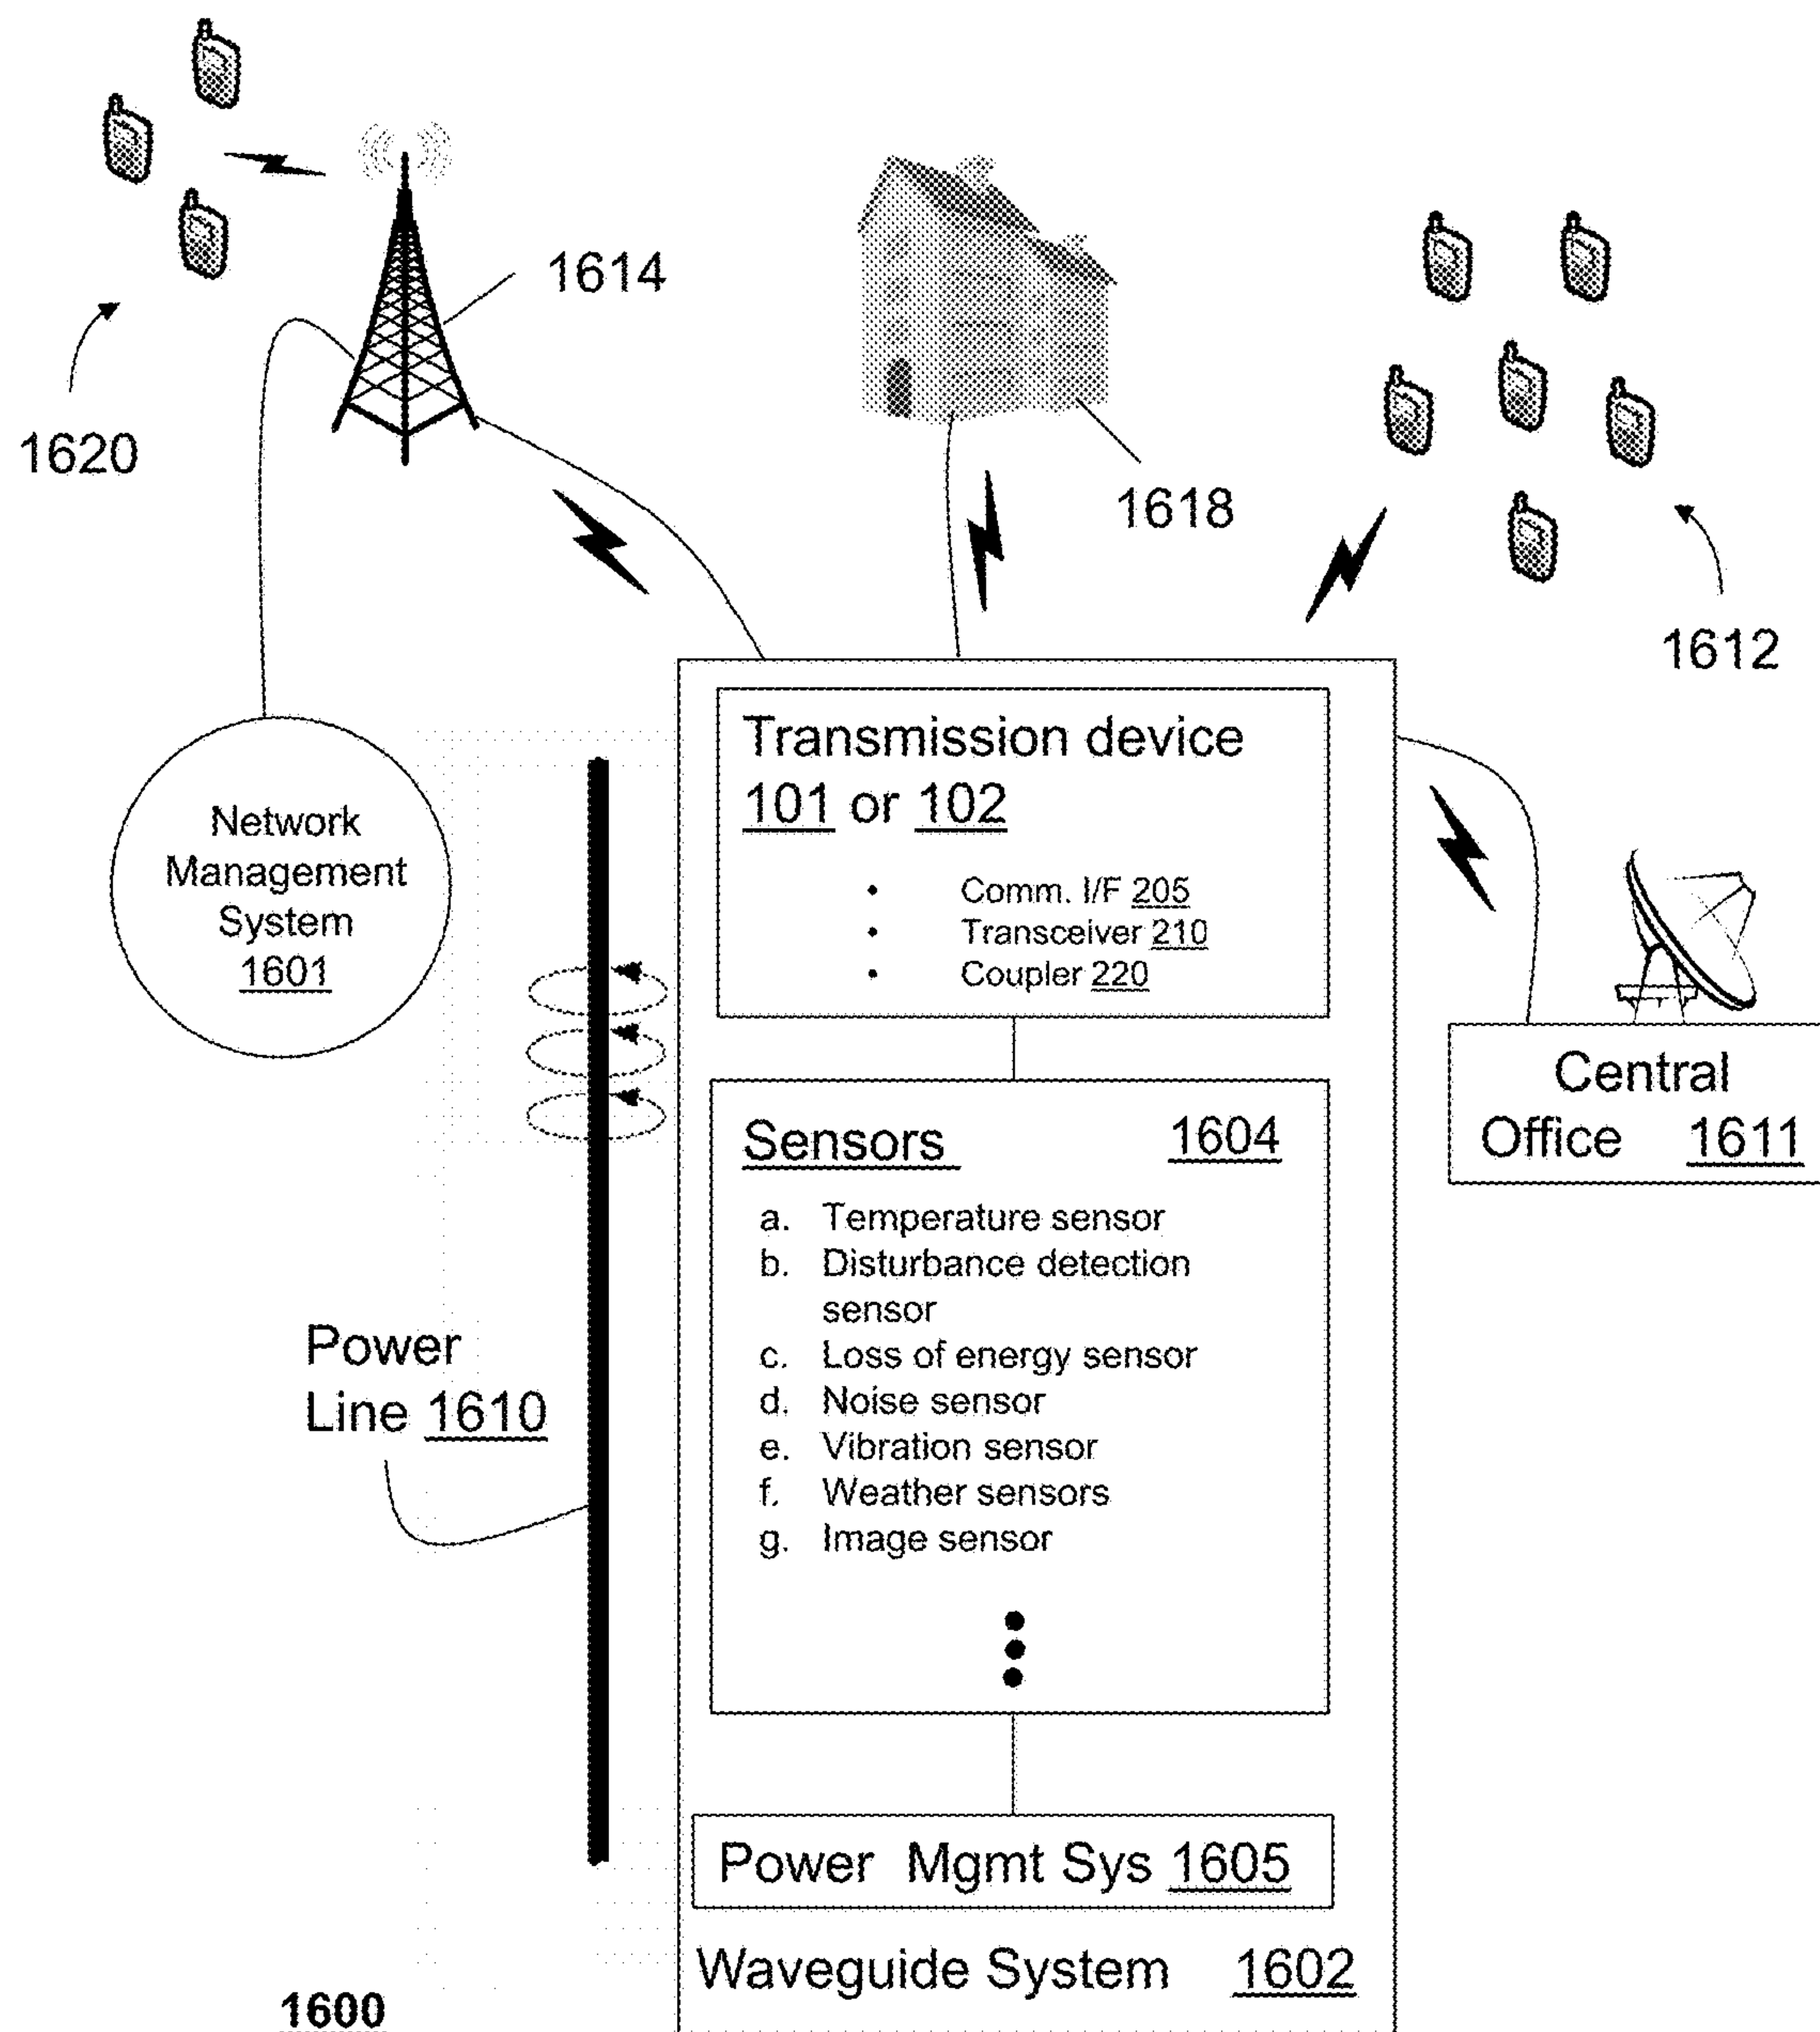 1614
1620
1618
1612
Transmission device
101 or 102
• Comm. I/F 205
• Transceiver 210
• Coupler 220
Network
Management
System
1601
Central
Office 1611
Sensors 1604
a. Temperature sensor
b. Disturbance detection
sensor
c. Loss of energy sensor
d. Noise sensor
e. Vibration sensor
f. Weather sensors
g. Image sensor
Power
Line 1610
Power Mgmt Sys 1605
Waveguide System 1602
1600